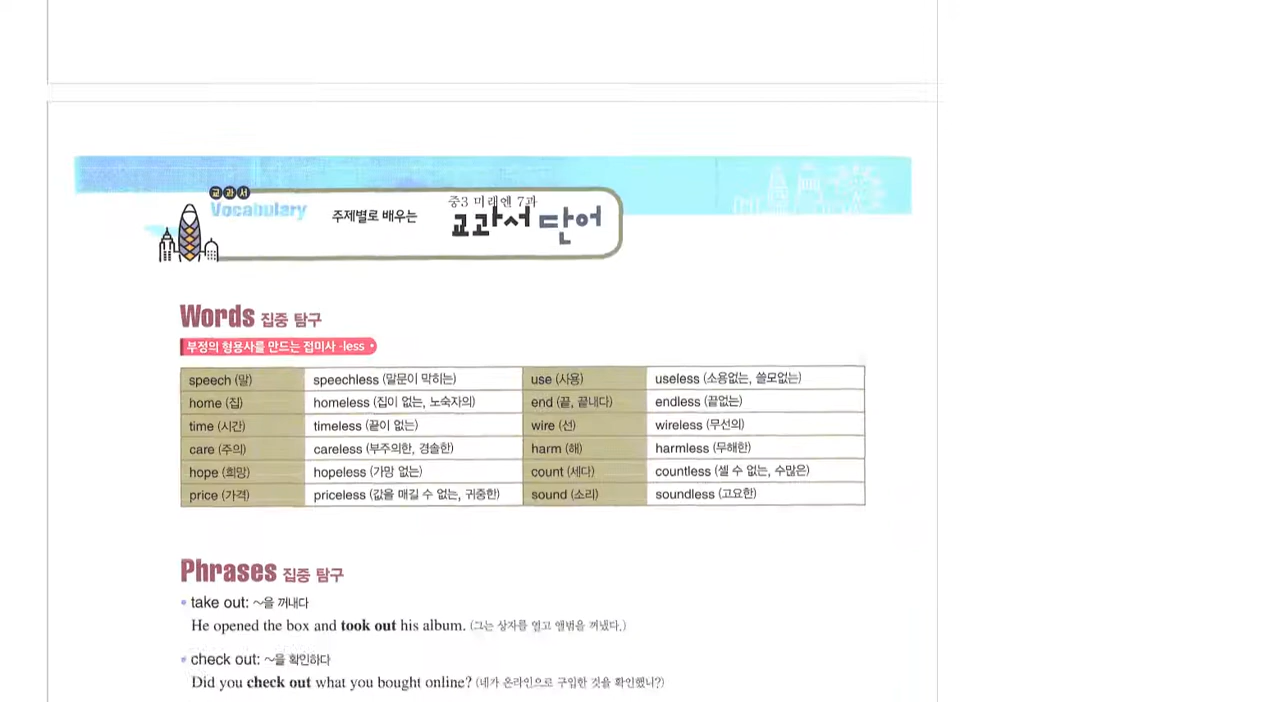 교과서
Vocabulary
주제별로 배우는
중3 미래엔 7과
교과서 단어
Words 집중 탐구
부정의 형용사를 만드는 접미사 -less
speech (말) speechless (말문이 막히는) use (사용) useless (소용없는, 쓸모없는)
home (집) homeless (집이 없는, 노숙자의) end (끝, 끝내다) endless (끝없는)
time (시간) timeless (끝이 없는) wire (선) wireless (무선의)
care (주의) careless (부주의한, 경솔한) harm (해) harmless (무해한)
hope (희망) hopeless (가망 없는) count (세다) countless (셀 수 없는, 수많은)
price (가격) priceless (값을 매길 수 없는, 귀중한) sound (소리) soundless (고요한)
Phrases 집중 탐구
• take out: ~을 꺼내다
He opened the box and took out his album. (그는 상자를 열고 앨범을 꺼냈다.)
• check out: ~을 확인하다
Did you check out what you bought online? (네가 온라인으로 구입한 것을 확인했니?)